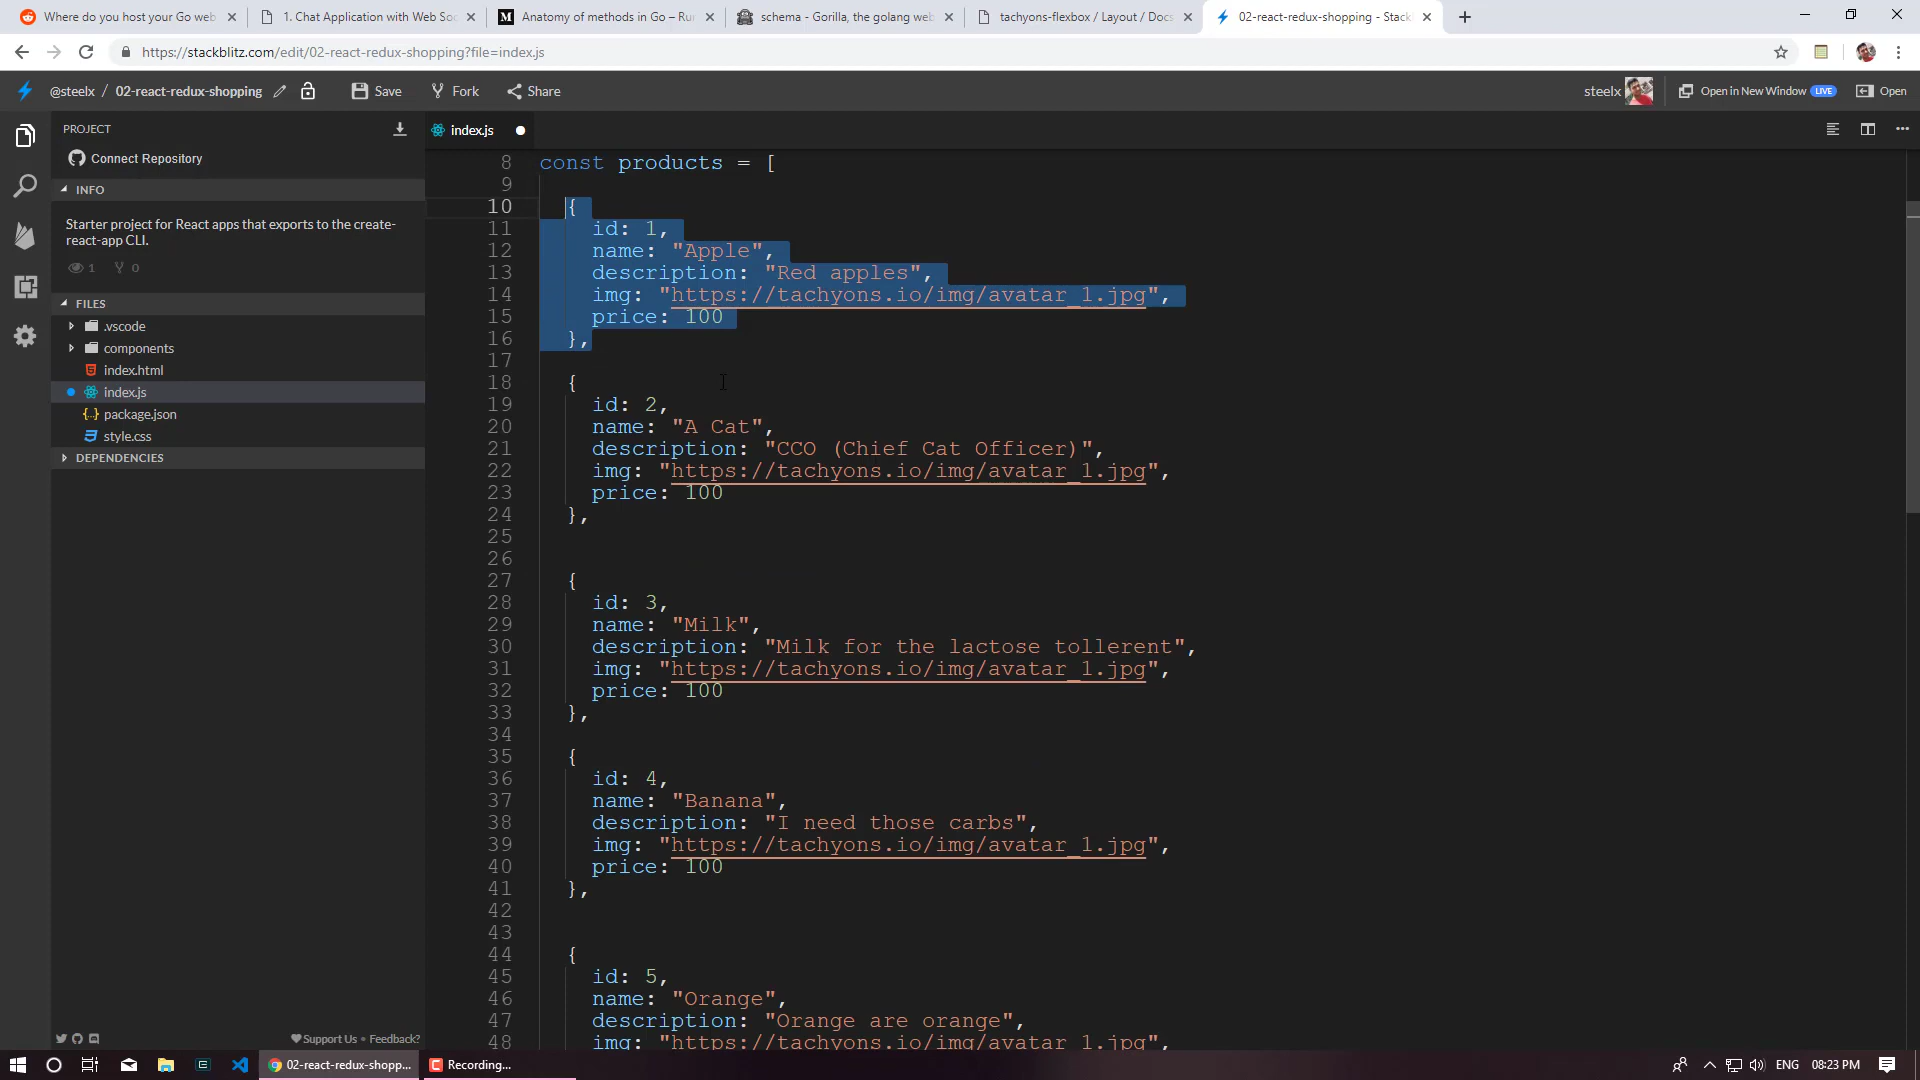 Where do you host your Go web
1. Chat Application with Web Soc
Anatomy of methods in Go – Ru
schema - Gorilla, the golang web
tachyons-flexbox / Layout / Docs
02-react-redux-shopping - Stack
https://stackblitz.com/edit/02-react-redux-shopping?file=index.js
@steelx / 02-react-redux-shopping
Save
Fork
Share
steelx
Open in New Window LIVE
Open
PROJECT
Connect Repository
INFO
Starter project for React apps that exports to the create-
react-app CLI.
1 0
FILES
.vscode
components
index.html
index.js
package.json
style.css
DEPENDENCIES
Support Us • Feedback?
index.js
8 const products = [
9
10 {
11 id: 1,
12 name: "Apple",
13 description: "Red apples",
14 img: "https://tachyons.io/img/avatar_1.jpg",
15 price: 100
16 },
17
18 {
19 id: 2,
20 name: "A Cat",
21 description: "CCO (Chief Cat Officer)",
22 img: "https://tachyons.io/img/avatar_1.jpg",
23 price: 100
24 },
25
26
27 {
28 id: 3,
29 name: "Milk",
30 description: "Milk for the lactose tollerent",
31 img: "https://tachyons.io/img/avatar_1.jpg",
32 price: 100
33 },
34
35 {
36 id: 4,
37 name: "Banana",
38 description: "I need those carbs",
39 img: "https://tachyons.io/img/avatar_1.jpg",
40 price: 100
41 },
42
43
44 {
45 id: 5,
46 name: "Orange",
47 description: "Orange are orange",
48 img: "https://tachyons.io/img/avatar_1.jpg",
02-react-redux-shopp...
Recording...
ENG
08:23 PM